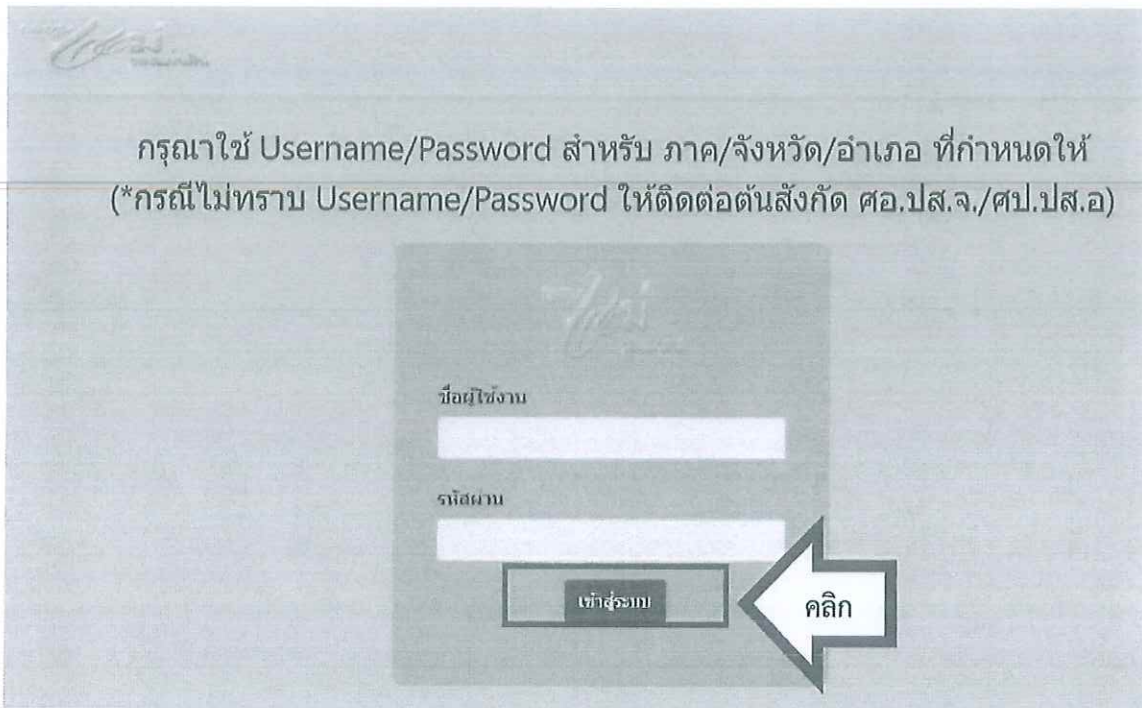 กรุณาใช้ Username/Password สำหรับ ภาค/จังหวัด/อำเภอ ที่กำหนดให้
(*กรณีไม่ทราบ Username/Password ให้ติดต่อต้นสังกัด ศอ.ปส.จ./ศป.ปส.อ)
ชื่อผู้ใช้งาน
รหัสผ่าน
เข้าสู่ระบบ
คลิก